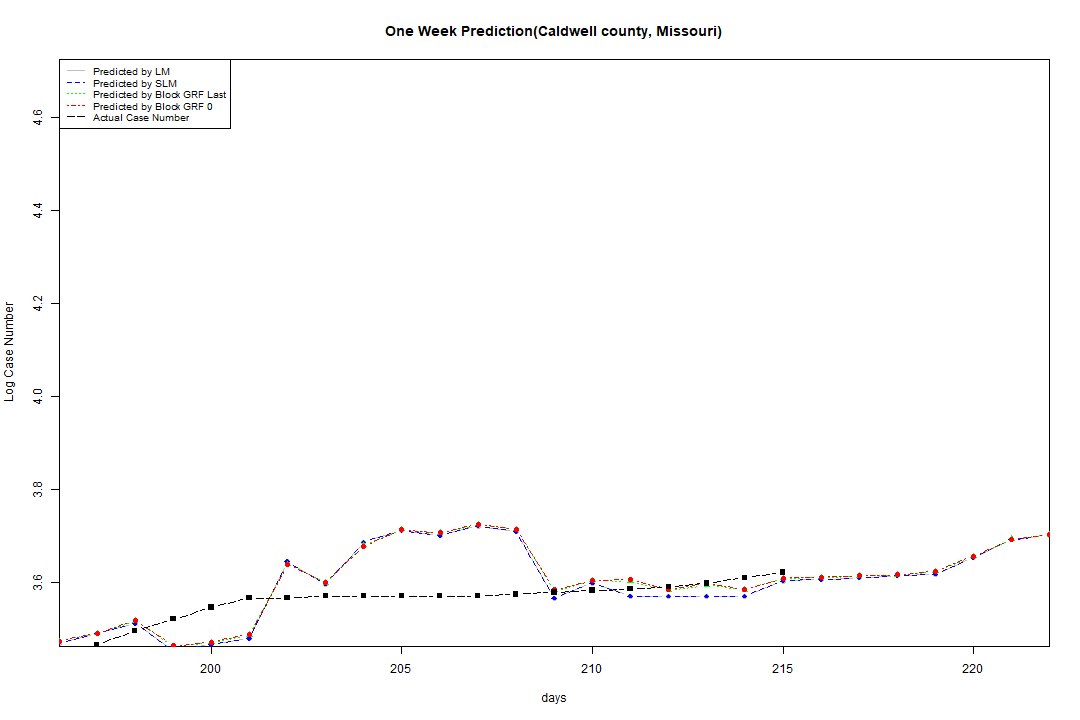 One Week Prediction(Caldwell county, Missouri)
Predicted by LM
Predicted by SLM
Predicted by Block GRF Last
Predicted by Block GRF 0
Actual Case Number
4.6
4.4
4.2
4.0
3.8
3.6
Log Case Number
200 205 210 215 220
days